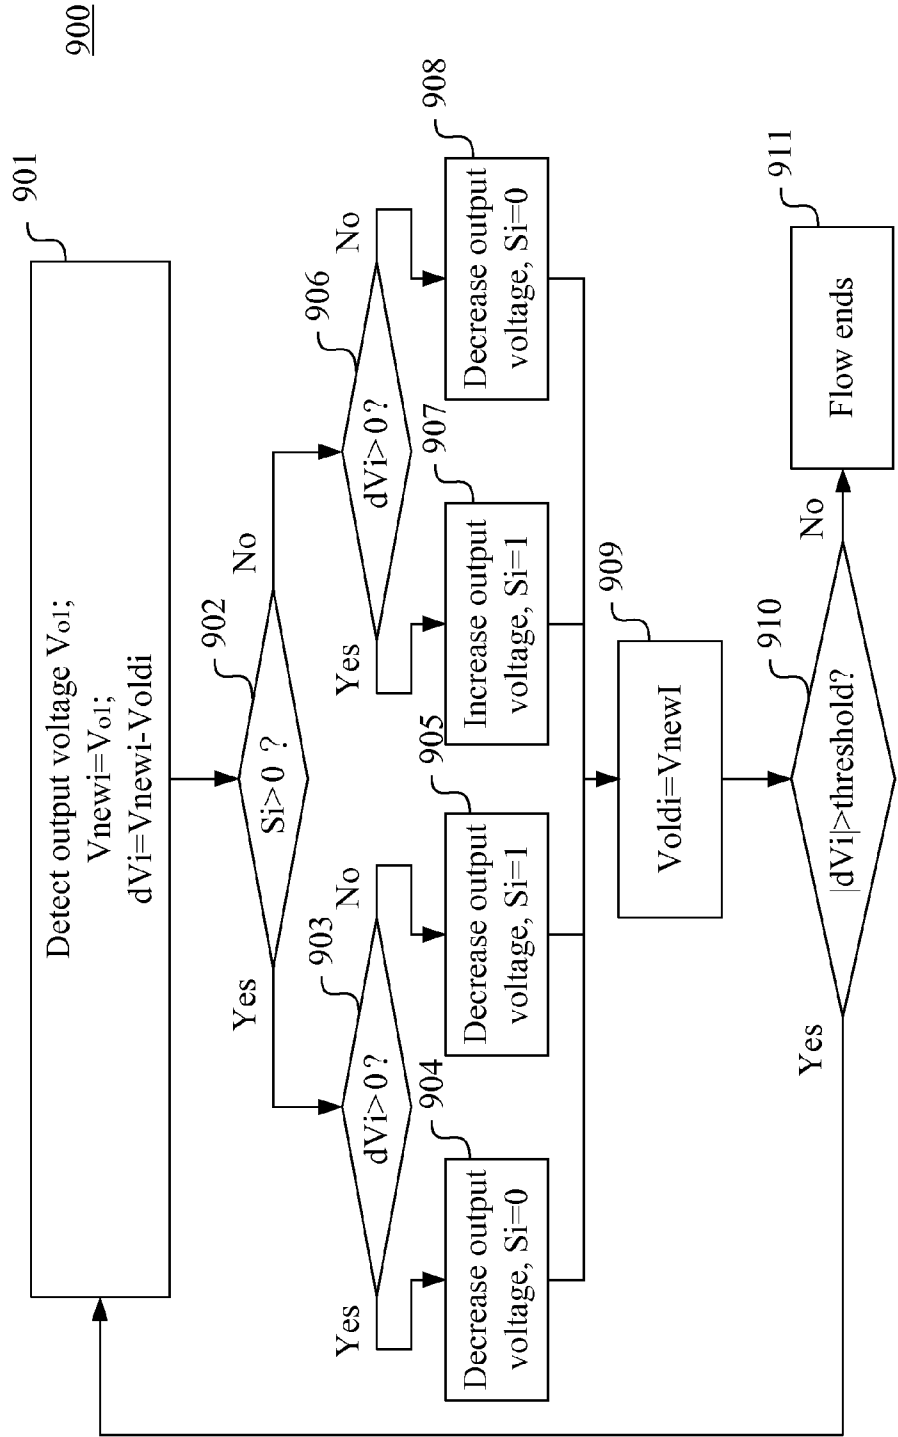 900
901
Detect output voltage Vo1;
Vnewi=Vo1;
dVi=Vnewi-Voldi
902
Si>0 ?
Yes
No
903
dVi>0?
Yes
No
906
dVi>0?
Yes
No
904
Decrease output
voltage, Si=0
905
Decrease output
voltage, Si=1
907
Increase output
voltage, Si=1
908
Decrease output
voltage, Si=0
909
Voldi=VnewI
910
|dVi|>threshold?
Yes
No
911
Flow ends